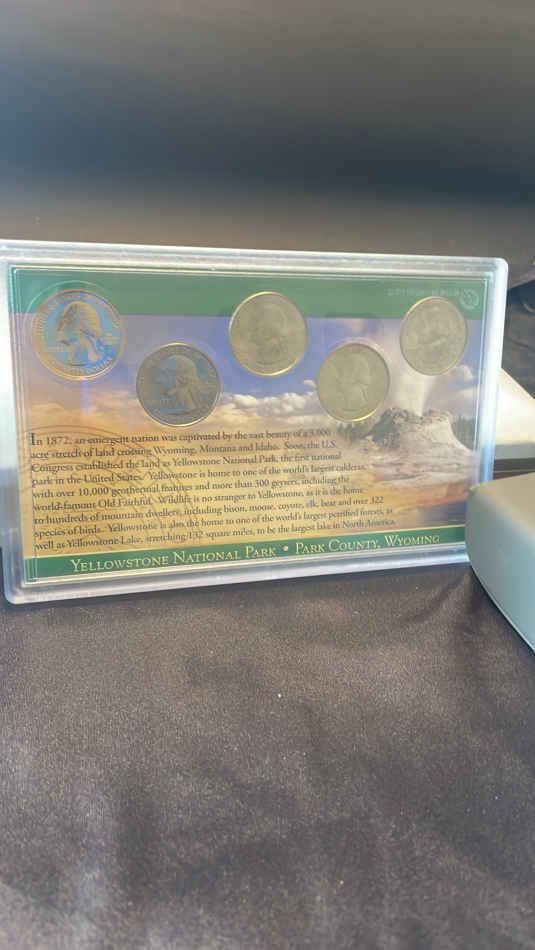 In 1872, an emergent nation was captivated by the vast beauty of a 3,000
acre stretch of land crossing Wyoming, Montana and Idaho. Soon, the U.S.
Congress established the land as Yellowstone National Park, the first national
park in the United States. Yellowstone is home to one of the world's largest calderas
with over 10,000 geothermal features and more than 300 geysers, including the
world-famous Old Faithful. Wildlife is no stranger to Yellowstone, as it is the home
to hundreds of mountain dwellers, including bison, moose, coyote, elk, bear and over 322
species of birds. Yellowstone is also the home to one of the world's largest petrified forests, as
well as Yellowstone Lake, stretching 132 square miles, to be the largest lake in North America.
YELLOWSTONE NATIONAL PARK • PARK COUNTY, WYOMING